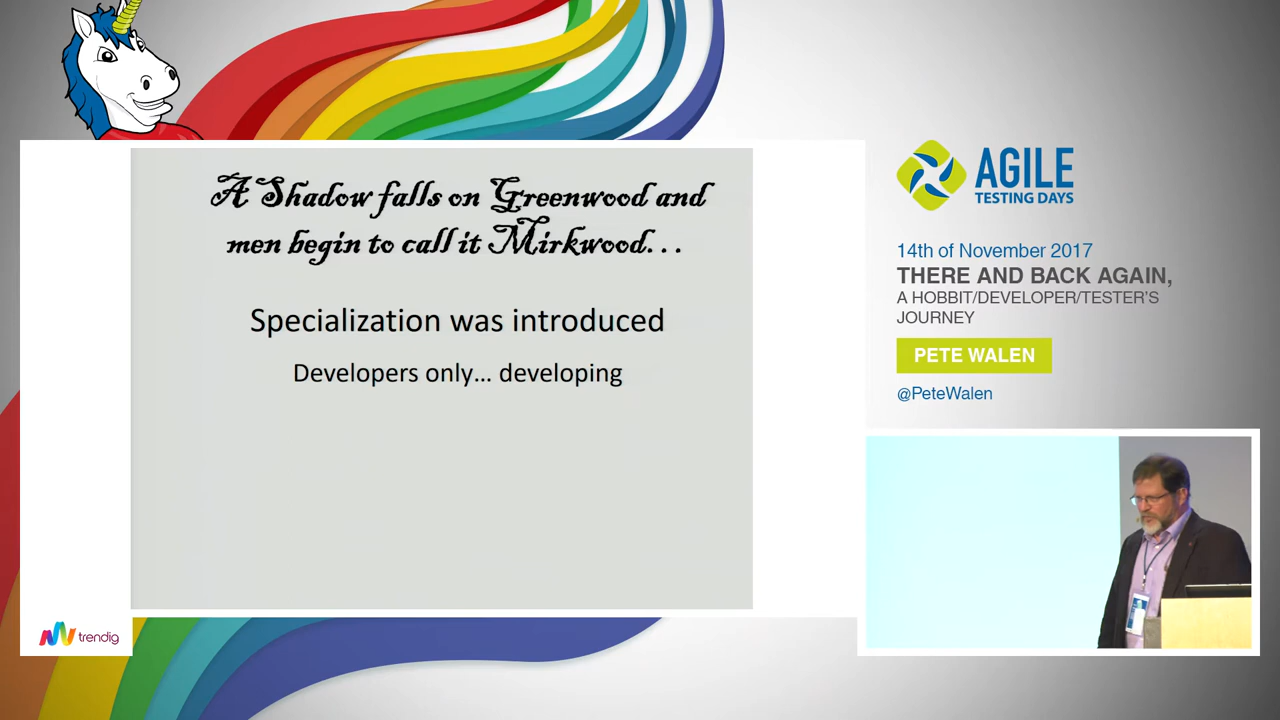 A Shadow falls on Greenwood and
men begin to call it Mirkwood…
Specialization was introduced
Developers only… developing
AGILE
TESTING DAYS
14th of November 2017
THERE AND BACK AGAIN,
A HOBBIT/DEVELOPER/TESTER'S
JOURNEY
PETE WALEN
@PeteWalen
trendig